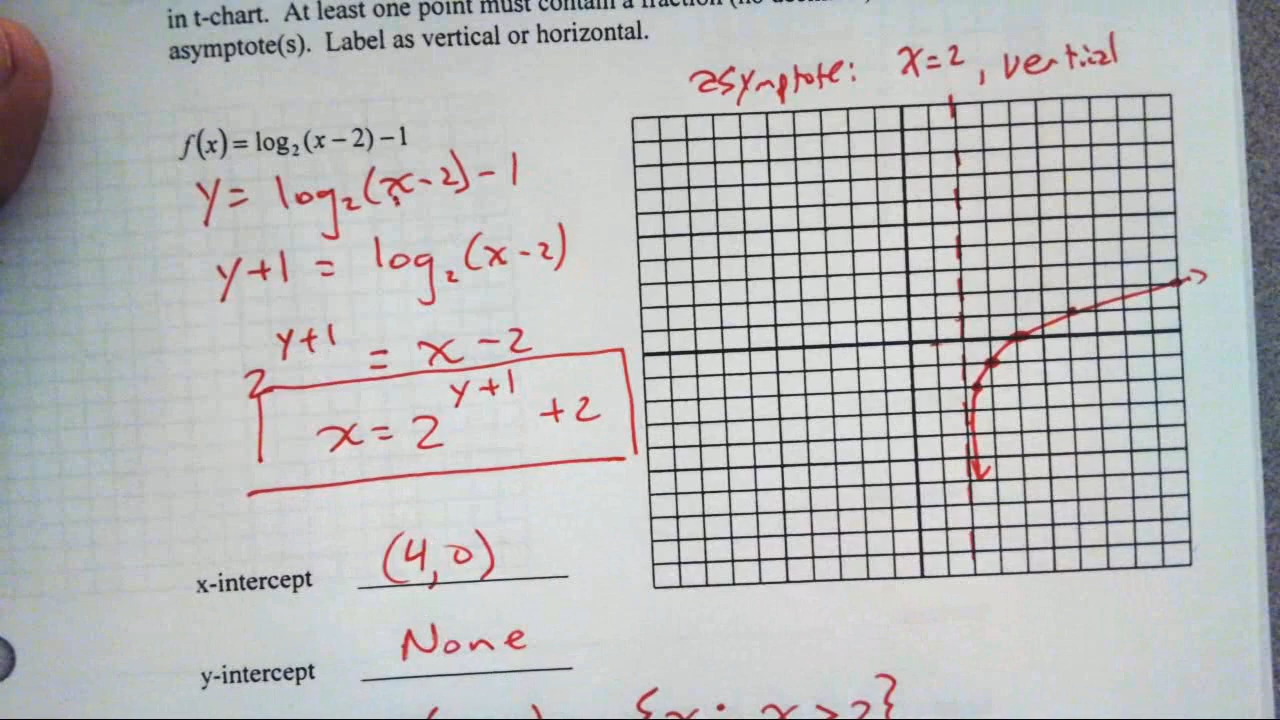 in t-chart. At least one point must contain a fraction (no
asymptote(s). Label as vertical or horizontal.
asymptote: x=2, vertical
f(x) = log₂(x − 2) − 1
y = log₂(x-2) - 1
y+1 = log₂(x-2)
2^(y+1) = x-2
x = 2^(y+1) + 2
x-intercept (4,0)
y-intercept None
{x: x>2}